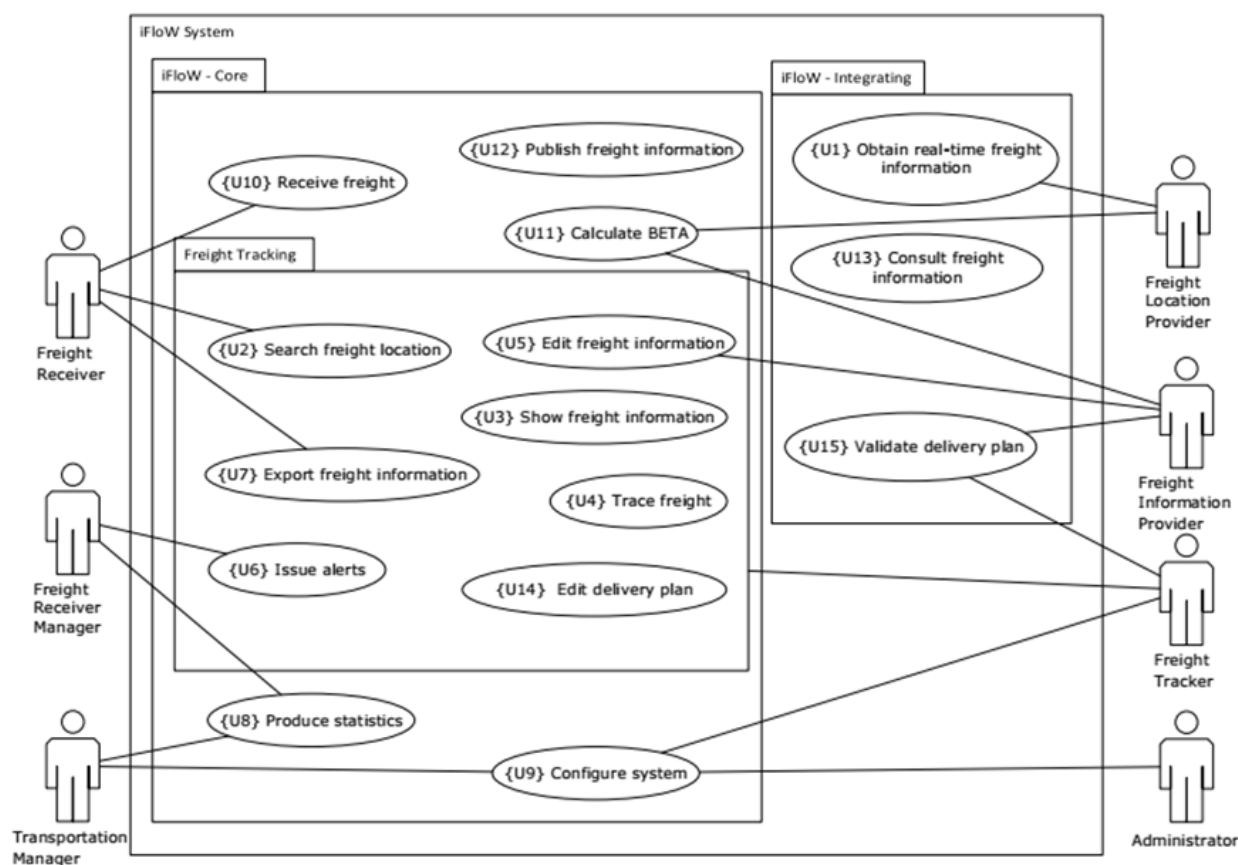 iFloW System
iFloW - Core
iFloW - Integrating
{U12} Publish freight information
{U1} Obtain real-time freight
information
{U10} Receive freight
{U11} Calculate BETA
Freight Tracking
{U13} Consult freight
information
Freight
Location
Provider
Freight
Receiver
{U2} Search freight location
{U5} Edit freight information
{U3} Show freight information
{U15} Validate delivery plan
{U7} Export freight information
{U4} Trace freight
Freight
Information
Provider
{U6} Issue alerts
{U14} Edit delivery plan
Freight
Receiver
Manager
Freight
Tracker
{U8} Produce statistics
{U9} Configure system
Transportation
Manager
Administrator